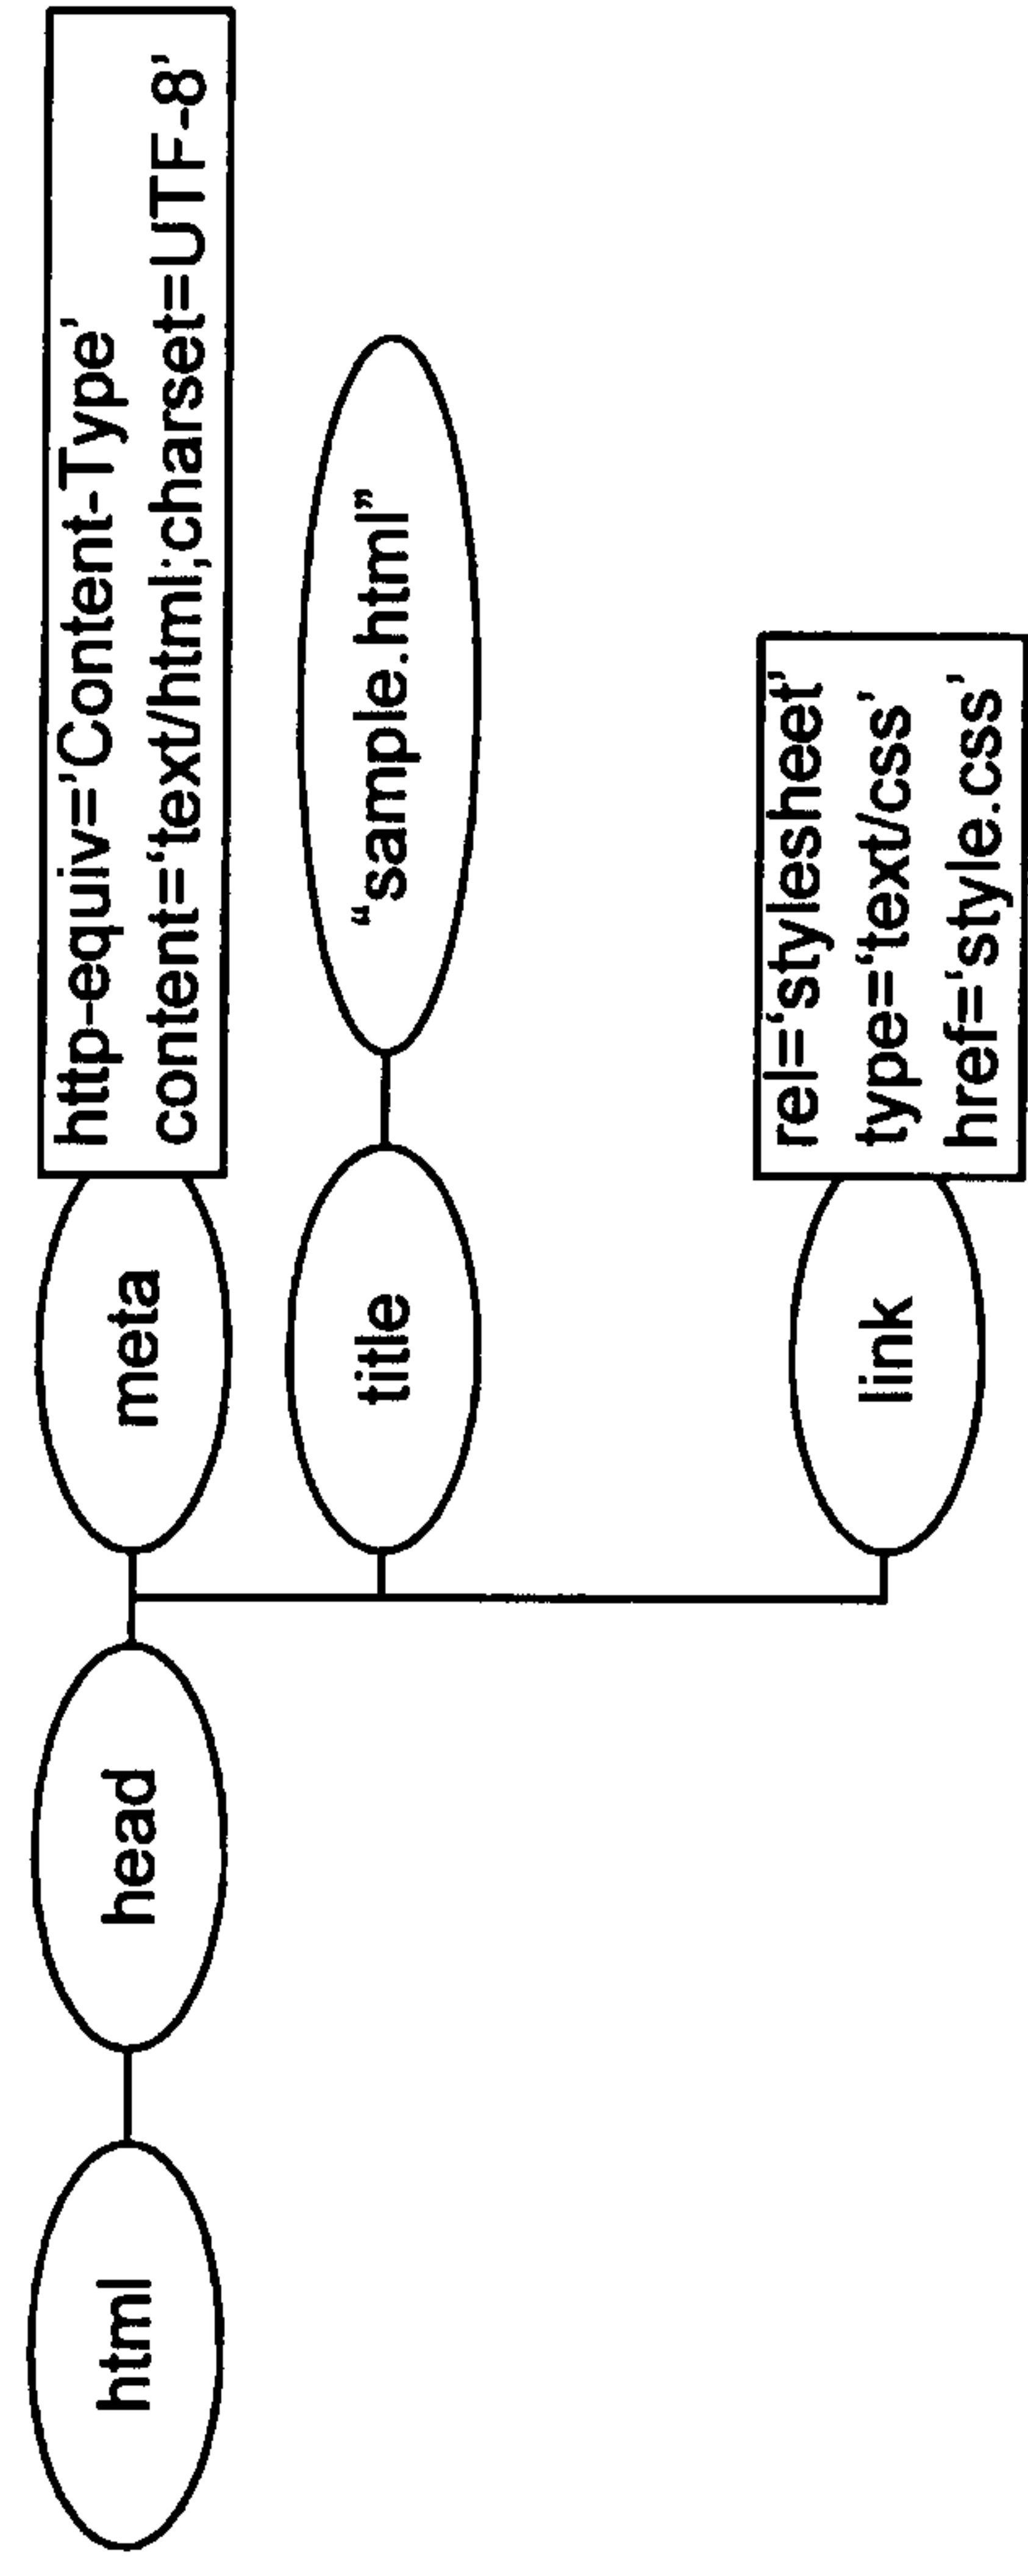 html
head
meta
http-equiv='Content-Type'
content='text/html;charset=UTF-8'
title
“sample.html”
link
rel='stylesheet'
type='text/css'
href='style.css'